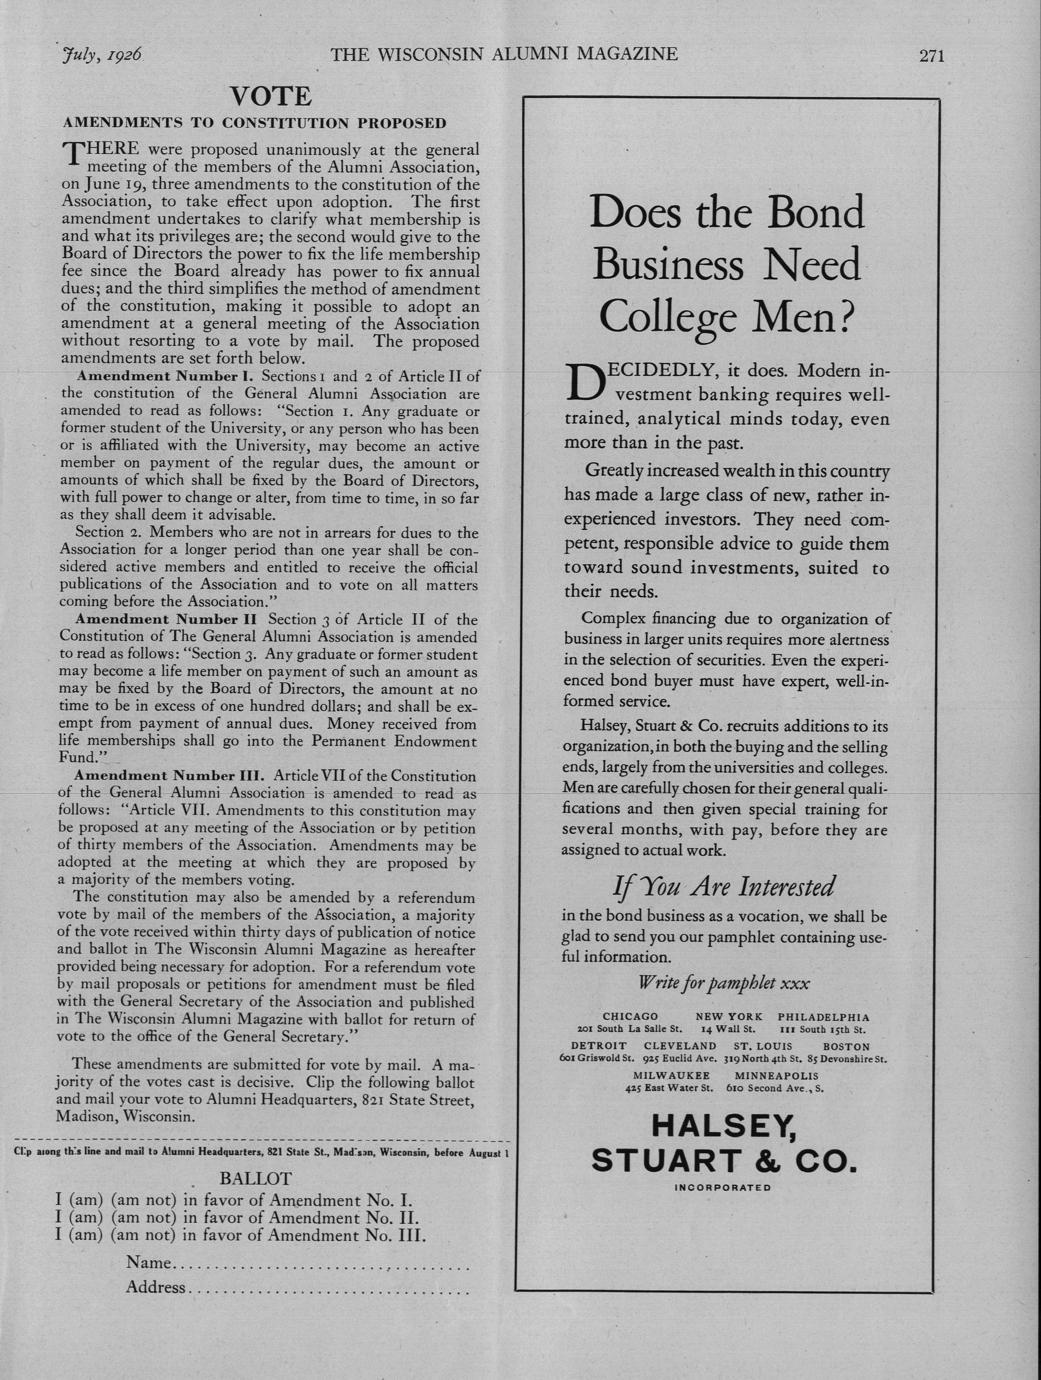 July, 1926
THE WISCONSIN ALUMNI MAGAZINE
271
VOTE
AMENDMENTS TO CONSTITUTION PROPOSED
THERE were proposed unanimously at the general
meeting of the members of the Alumni Association,
on June 19, three amendments to the constitution of the
Association, to take effect upon adoption. The first
amendment undertakes to clarify what membership is
and what its privileges are; the second would give to the
Board of Directors the power to fix the life membership
fee since the Board already has power to fix annual
dues; and the third simplifies the method of amendment
of the constitution, making it possible to adopt an
amendment at a general meeting of the Association
without resorting to a vote by mail. The proposed
amendments are set forth below.
Amendment Number I. Sections 1 and 2 of Article II of
the constitution of the General Alumni Association are
amended to read as follows: "Section 1. Any graduate or
former student of the University, or any person who has been
or is affiliated with the University, may become an active
member on payment of the regular dues, the amount or
amounts of which shall be fixed by the Board of Directors,
with full power to change or alter, from time to time, in so far
as they shall deem it advisable.
Section 2. Members who are not in arrears for dues to the
Association for a longer period than one year shall be con-
sidered active members and entitled to receive the official
publications of the Association and to vote on all matters
coming before the Association."
Amendment Number II Section 3 of Article II of the
Constitution of The General Alumni Association is amended
to read as follows: "Section 3. Any graduate or former student
may become a life member on payment of such an amount as
may be fixed by the Board of Directors, the amount at no
time to be in excess of one hundred dollars; and shall be ex-
empt from payment of annual dues. Money received from
life memberships shall go into the Permanent Endowment
Fund."
Amendment Number III. Article VII of the Constitution
of the General Alumni Association is amended to read as
follows: "Article VII. Amendments to this constitution may
be proposed at any meeting of the Association or by petition
of thirty members of the Association. Amendments may be
adopted at the meeting at which they are proposed by
a majority of the members voting.
The constitution may also be amended by a referendum
vote by mail of the members of the Association, a majority
of the vote received within thirty days of publication of notice
and ballot in The Wisconsin Alumni Magazine as hereafter
provided being necessary for adoption. For a referendum vote
by mail proposals or petitions for amendment must be filed
with the General Secretary of the Association and published
in The Wisconsin Alumni Magazine with ballot for return of
vote to the office of the General Secretary."
These amendments are submitted for vote by mail. A ma-
jority of the votes cast is decisive. Clip the following ballot
and mail your vote to Alumni Headquarters, 821 State Street,
Madison, Wisconsin.
Clip along this line and mail to Alumni Headquarters, 821 State St., Madison, Wisconsin, before August 1
BALLOT
I (am) (am not) in favor of Amendment No. I.
I (am) (am not) in favor of Amendment No. II.
I (am) (am not) in favor of Amendment No. III.
Name....................................
Address..................................
Does the Bond
Business Need
College Men?
DECIDEDLY, it does. Modern in-
vestment banking requires well-
trained, analytical minds today, even
more than in the past.
Greatly increased wealth in this country
has made a large class of new, rather in-
experienced investors. They need com-
petent, responsible advice to guide them
toward sound investments, suited to
their needs.
Complex financing due to organization of
business in larger units requires more alertness
in the selection of securities. Even the experi-
enced bond buyer must have expert, well-in-
formed service.
Halsey, Stuart & Co. recruits additions to its
organization, in both the buying and the selling
ends, largely from the universities and colleges.
Men are carefully chosen for their general quali-
fications and then given special training for
several months, with pay, before they are
assigned to actual work.
If You Are Interested
in the bond business as a vocation, we shall be
glad to send you our pamphlet containing use-
ful information.
Write for pamphlet xxx
CHICAGO NEW YORK PHILADELPHIA
201 South La Salle St. 14 Wall St. 111 South 15th St.
DETROIT CLEVELAND ST. LOUIS BOSTON
601 Griswold St. 925 Euclid Ave. 319 North 4th St. 85 Devonshire St.
MILWAUKEE MINNEAPOLIS
425 East Water St. 610 Second Ave., S.
HALSEY,
STUART & CO.
INCORPORATED